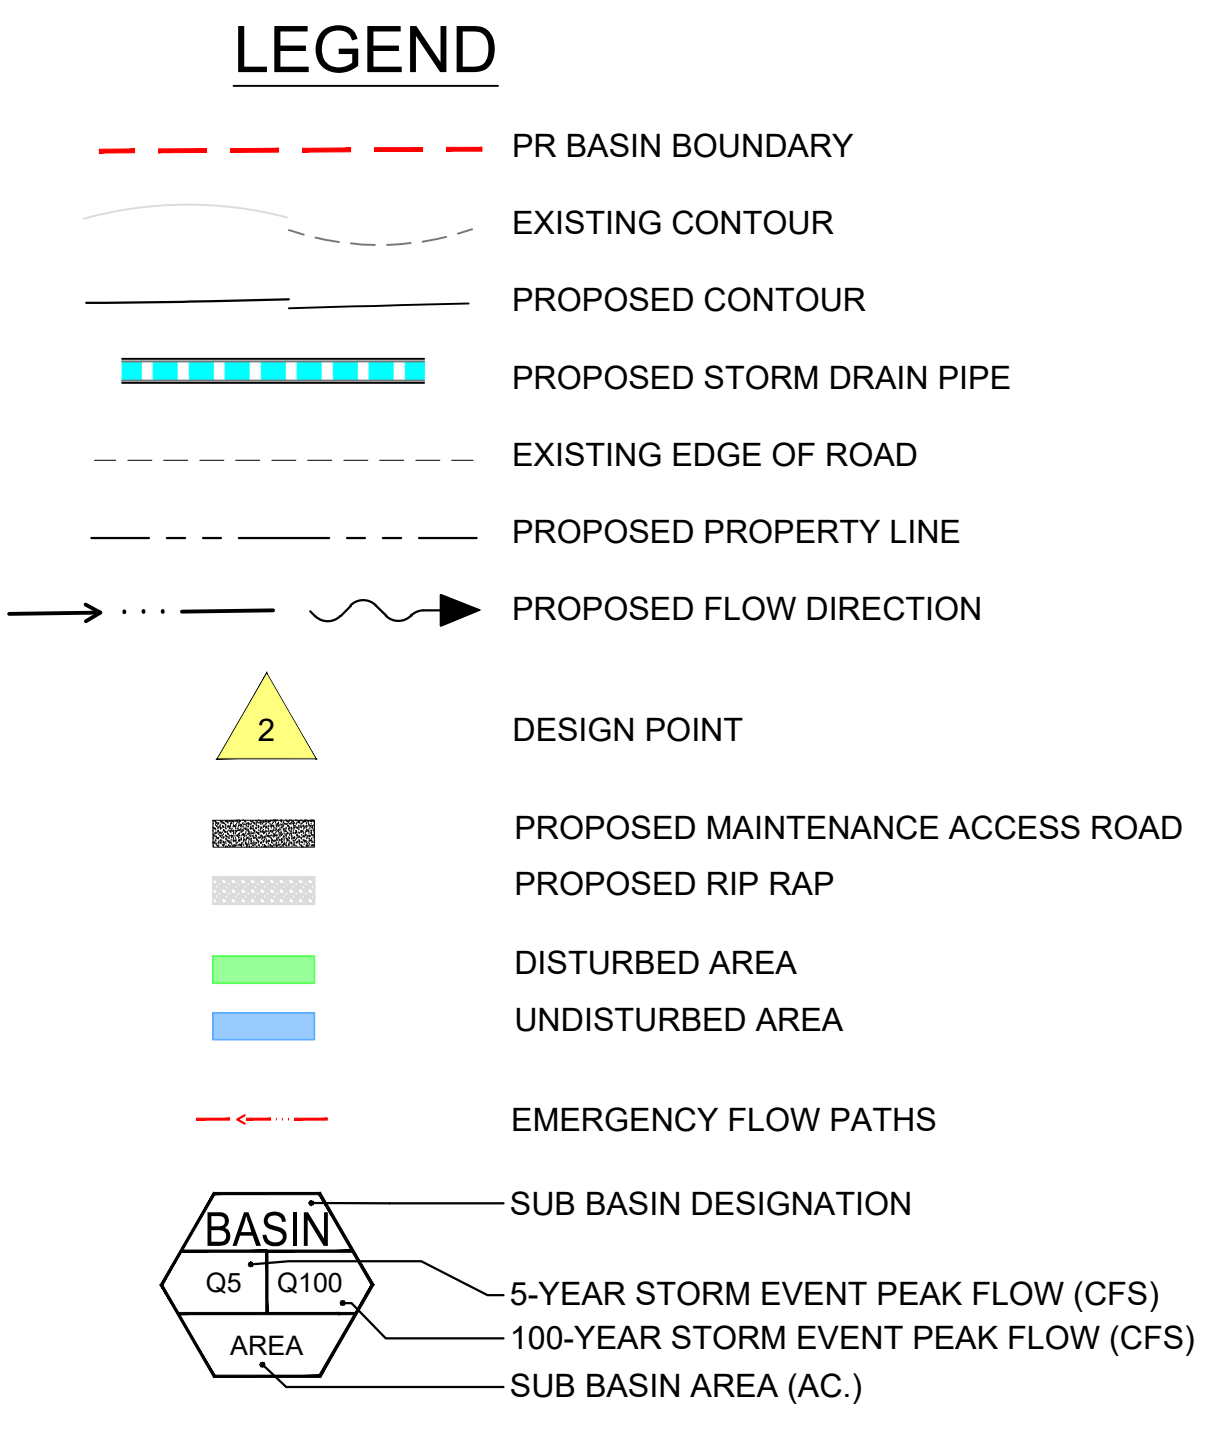 LEGEND
PR BASIN BOUNDARY
EXISTING CONTOUR
PROPOSED CONTOUR
PROPOSED STORM DRAIN PIPE
EXISTING EDGE OF ROAD
PROPOSED PROPERTY LINE
PROPOSED FLOW DIRECTION
2 DESIGN POINT
PROPOSED MAINTENANCE ACCESS ROAD
PROPOSED RIP RAP
DISTURBED AREA
UNDISTURBED AREA
EMERGENCY FLOW PATHS
SUB BASIN DESIGNATION
BASIN
Q5 Q100
5-YEAR STORM EVENT PEAK FLOW (CFS)
100-YEAR STORM EVENT PEAK FLOW (CFS)
AREA
SUB BASIN AREA (AC.)